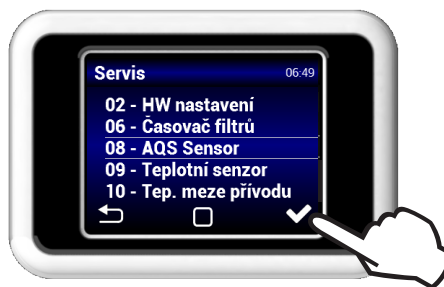 Servis 06:49
02 - HW nastavení
06 - Časovač filtrů
08 - AQS Sensor
09 - Teplotní senzor
10 - Tep. meze přívodu